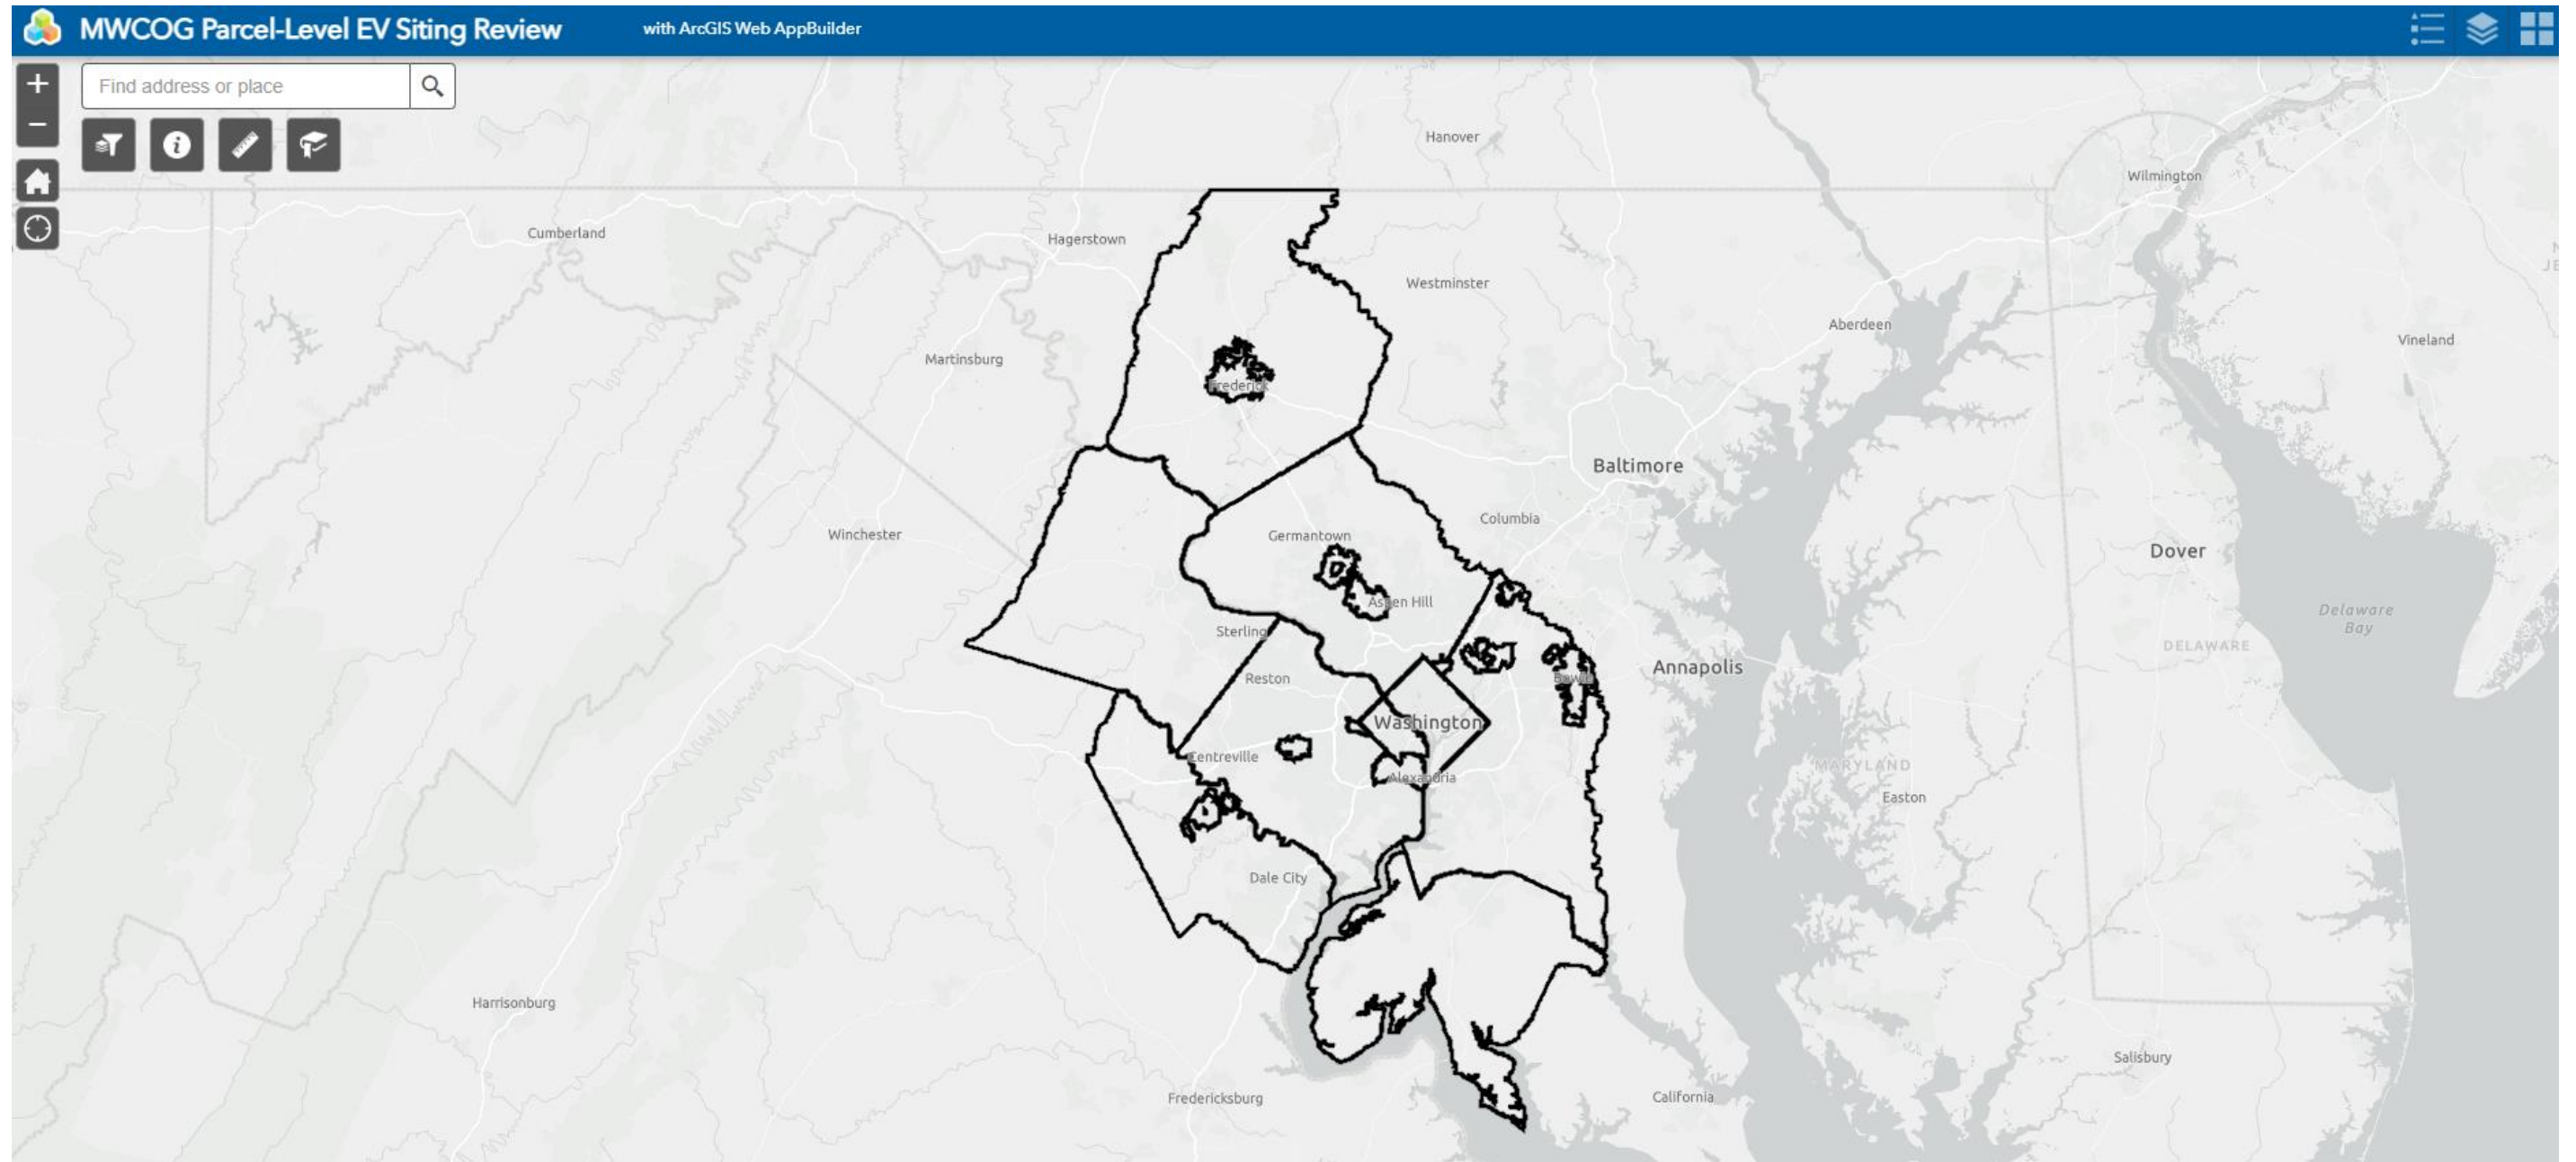 MWCOG Parcel-Level EV Siting Review
with ArcGIS Web AppBuilder
Find address or place
Hanover
Wilmington
Cumberland
Hagerstown
Westminster
Aberdeen
Vineland
Martinsburg
Frederick
Baltimore
Columbia
Winchester
Germantown
Dover
Aspen Hill
Delaware
Bay
Sterling
DELAWARE
Annapolis
Reston
Bowie
Washington
Centreville
MARYLAND
Alexandria
Easton
Dale City
Harrisonburg
Salisbury
Fredericksburg
California